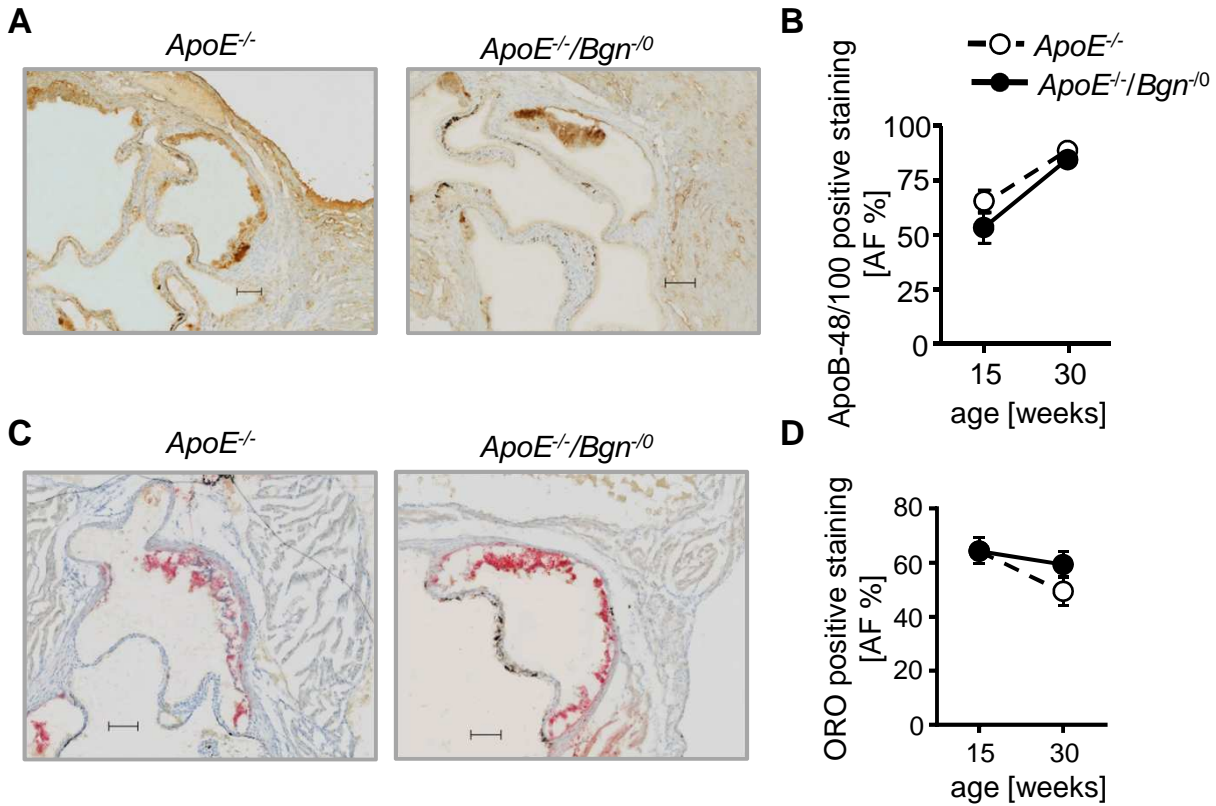 A
ApoE-/-
ApoE-/-/Bgn-/0
B
ApoE-/-
ApoE-/-/Bgn-/0
ApoB-48/100 positive staining
[AF %]
100
75
50
25
0
15 30
age [weeks]
C
ApoE-/-
ApoE-/-/Bgn-/0
D
ORO positive staining
[AF %]
80
60
40
20
0
15 30
age [weeks]